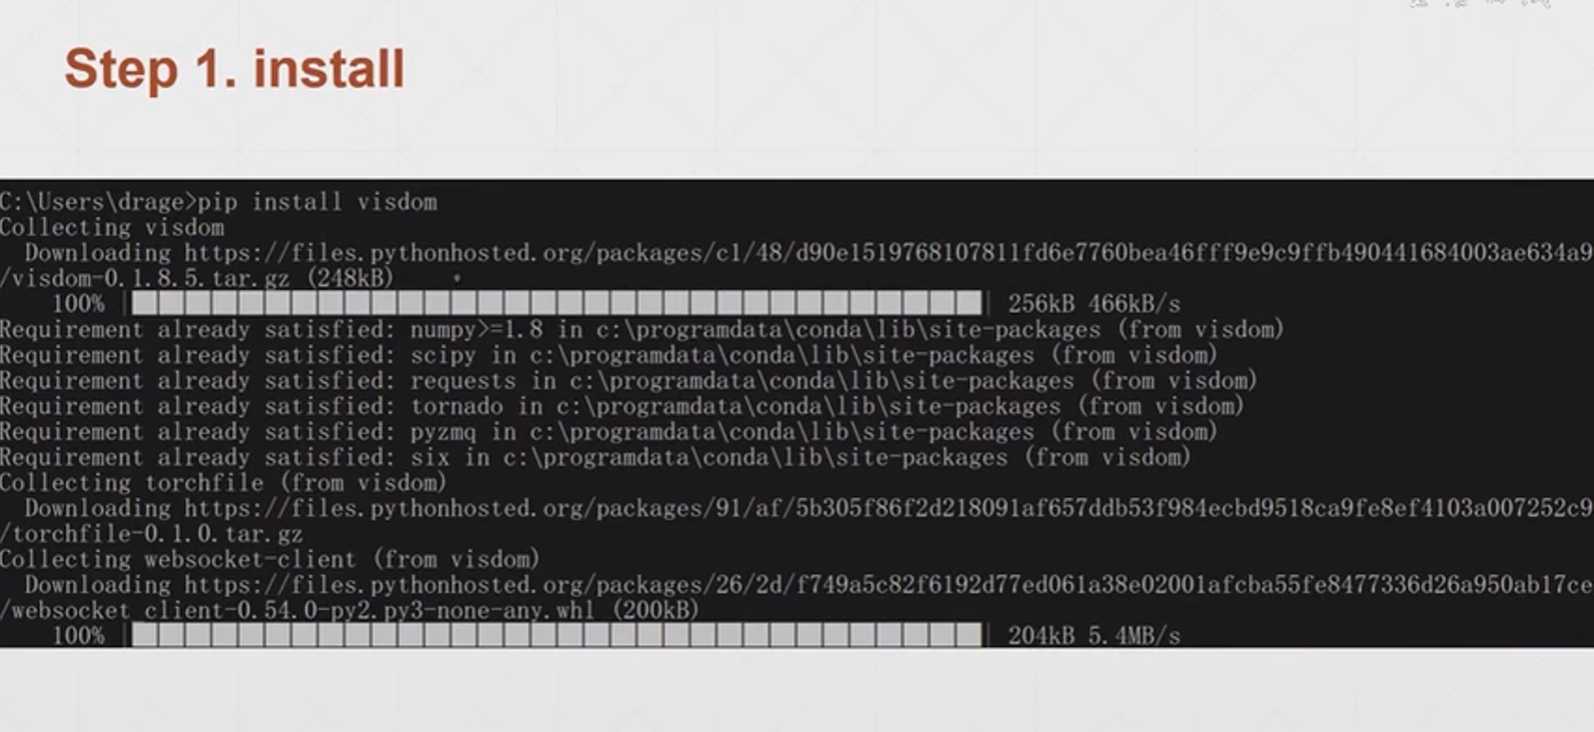 Step 1. install
C:\Users\drage>pip install visdom
Collecting visdom
Downloading https://files.pythonhosted.org/packages/c1/48/d90e1519768107811fd6e7760bea46fff9e9c9ffb490441684003ae634a9
/visdom-0.1.8.5.tar.gz (248kB)
100% 256kB 466kB/s
Requirement already satisfied: numpy>=1.8 in c:\programdata\conda\lib\site-packages (from visdom)
Requirement already satisfied: scipy in c:\programdata\conda\lib\site-packages (from visdom)
Requirement already satisfied: requests in c:\programdata\conda\lib\site-packages (from visdom)
Requirement already satisfied: tornado in c:\programdata\conda\lib\site-packages (from visdom)
Requirement already satisfied: pyzmq in c:\programdata\conda\lib\site-packages (from visdom)
Requirement already satisfied: six in c:\programdata\conda\lib\site-packages (from visdom)
Collecting torchfile (from visdom)
Downloading https://files.pythonhosted.org/packages/91/af/5b305f86f2d218091af657ddb53f984ecbd9518ca9fe8ef4103a007252c9
/torchfile-0.1.0.tar.gz
Collecting websocket-client (from visdom)
Downloading https://files.pythonhosted.org/packages/26/2d/f749a5c82f6192d77ed061a38e02001afcba55fe8477336d26a950ab17ce
/websocket_client-0.54.0-py2.py3-none-any.whl (200kB)
100% 204kB 5.4MB/s